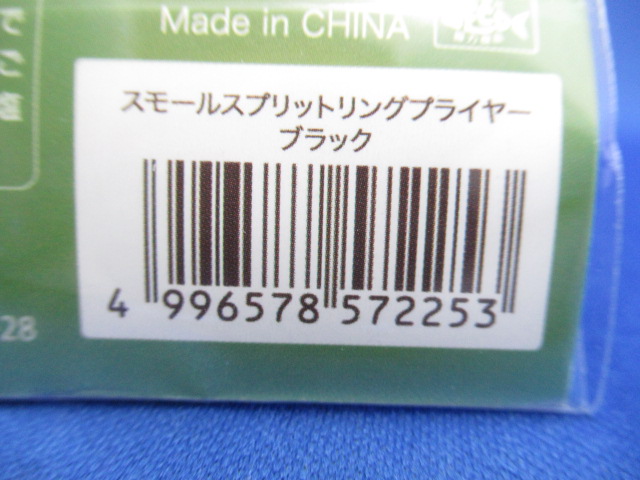 Made in CHINA
スモールスプリットリングプライヤー
ブラック
4 996578 572253
28